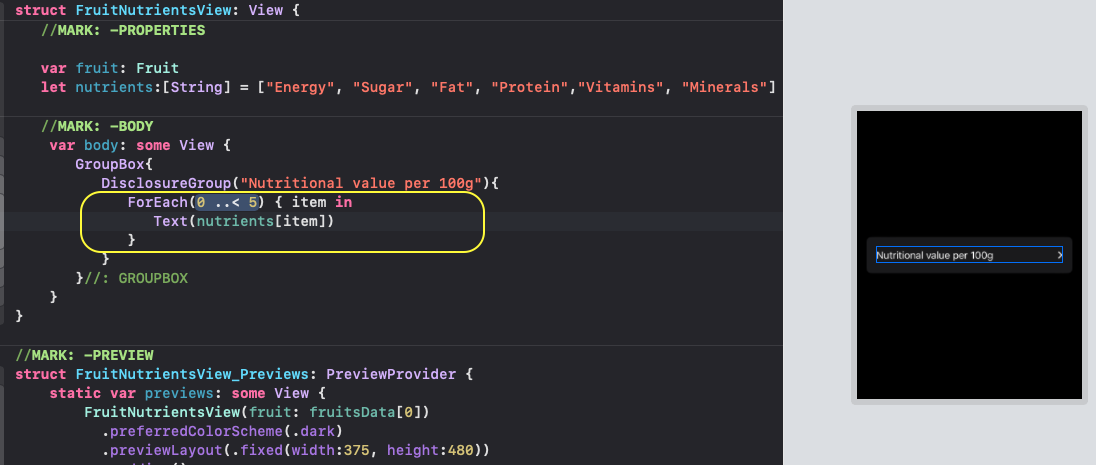 struct FruitNutrientsView: View {
//MARK: -PROPERTIES
var fruit: Fruit
let nutrients:[String] = ["Energy", "Sugar", "Fat", "Protein","Vitamins", "Minerals"]
//MARK: -BODY
var body: some View {
GroupBox{
DisclosureGroup("Nutritional value per 100g"){
ForEach(0 ..< 5) { item in
Text(nutrients[item])
}
}
}//: GROUPBOX
}
}
//MARK: -PREVIEW
struct FruitNutrientsView_Previews: PreviewProvider {
static var previews: some View {
FruitNutrientsView(fruit: fruitsData[0])
.preferredColorScheme(.dark)
.previewLayout(.fixed(width:375, height:480))
Nutritional value per 100g